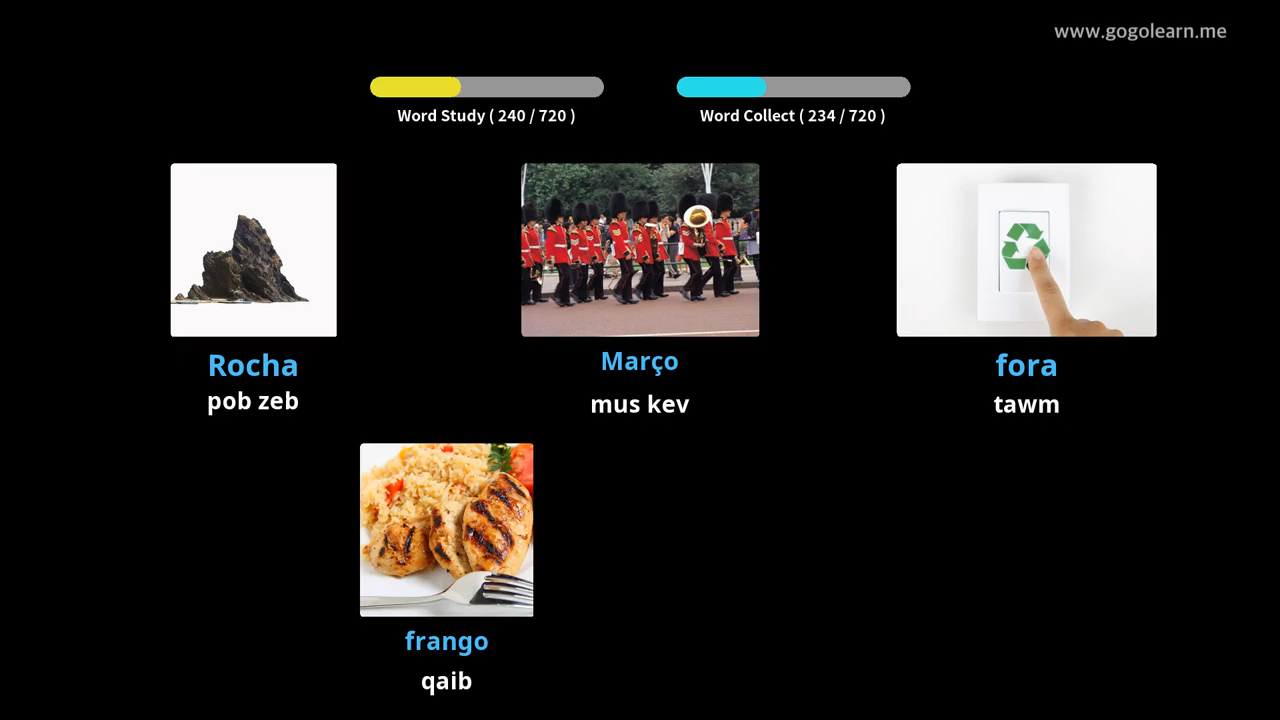 www.gogolearn.me
Word Study ( 240 / 720 )
Word Collect ( 234 / 720 )
Rocha
pob zeb
Março
mus kev
fora
tawm
frango
qaib